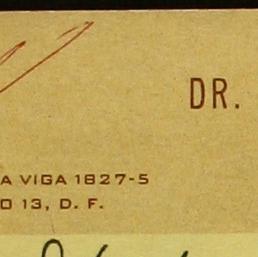 DR.
A VIGA 1827-5
O 13, D. F.